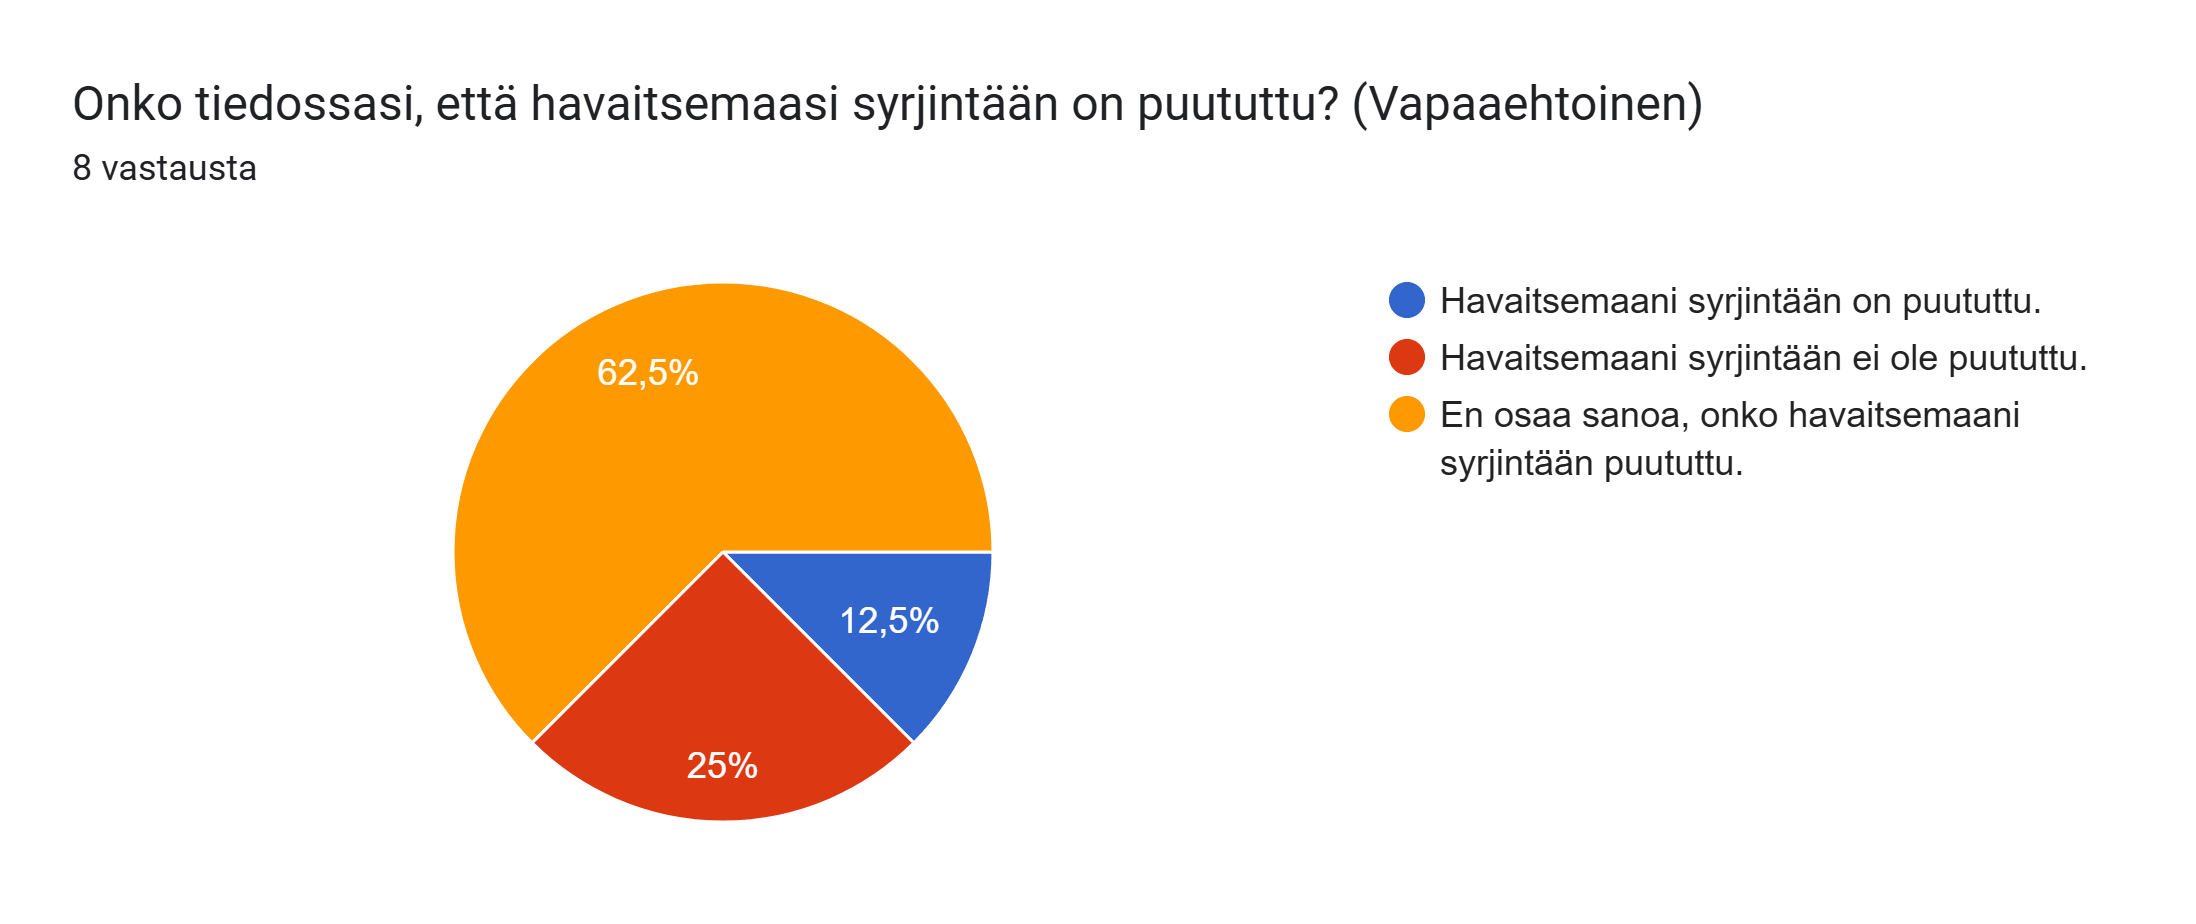 Onko tiedossasi, että havaitsemaasi syrjintään on puututtu? (Vapaaehtoinen)
8 vastausta
62,5%
12,5%
25%
Havaitsemaani syrjintään on puututtu.
Havaitsemaani syrjintään ei ole puututtu.
En osaa sanoa, onko havaitsemaani
syrjintään puututtu.